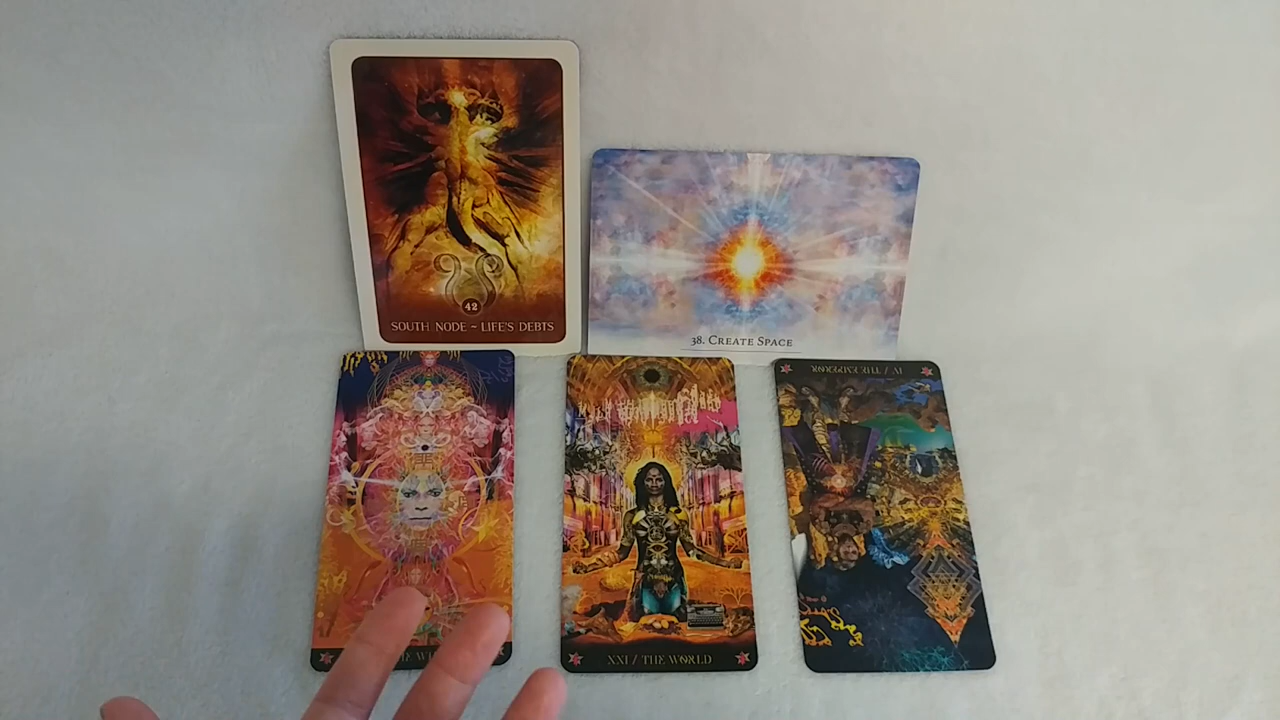 42
SOUTH NODE ~ LIFE'S DEBTS
38. CREATE SPACE
IV / THE EMPEROR
XXI / THE WORLD